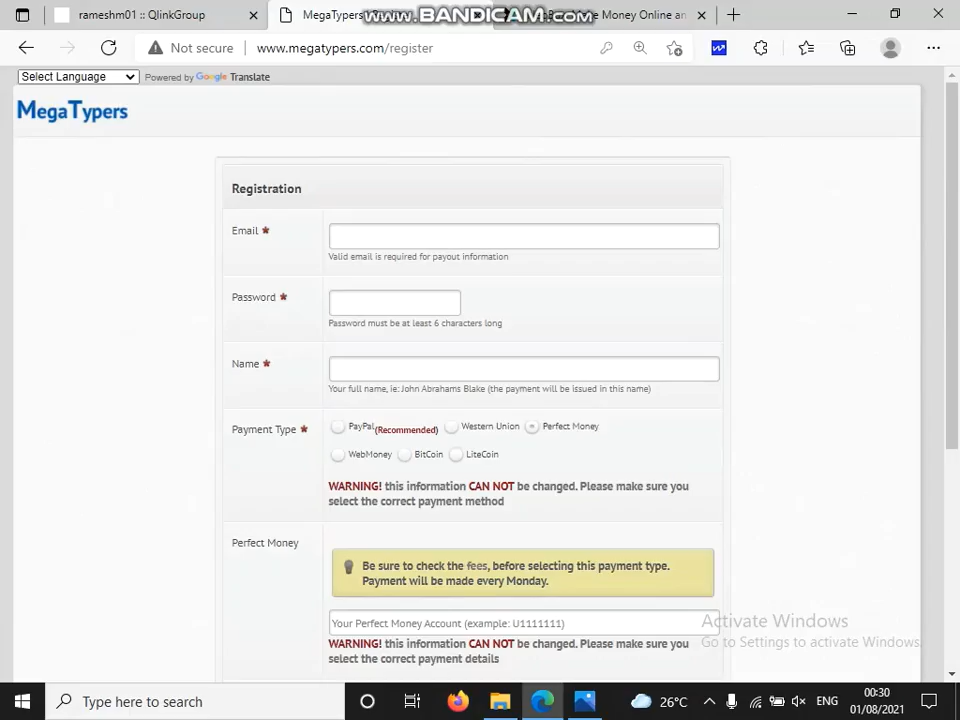 rameshm01 :: QlinkGroup
MegaTypers
Money Online an
www.BANDICAM.com
Not secure
www.megatypers.com/register
Select Language
Powered by Google Translate
MegaTypers
Registration
Email *
Valid email is required for payout information
Password *
Password must be at least 6 characters long
Name *
Your full name, ie: John Abrahams Blake (the payment will be issued in this name)
Payment Type *
PayPal (Recommended) Western Union Perfect Money
WebMoney BitCoin LiteCoin
WARNING! this information CAN NOT be changed. Please make sure you
select the correct payment method
Perfect Money
Be sure to check the fees, before selecting this payment type.
Payment will be made every Monday.
Your Perfect Money Account (example: U1111111)
WARNING! this information CAN NOT be changed. Please make sure you
select the correct payment details
Activate Windows
Go to Settings to activate Windows.
Type here to search
26°C
ENG
00:30
01/08/2021